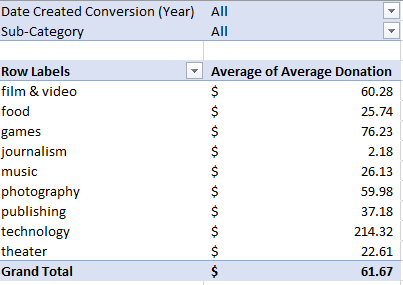 Date Created Conversion (Year) All
Sub-Category All
Row Labels Average of Average Donation
film & video $ 60.28
food $ 25.74
games $ 76.23
journalism $ 2.18
music $ 26.13
photography $ 59.98
publishing $ 37.18
technology $ 214.32
theater $ 22.61
Grand Total $ 61.67